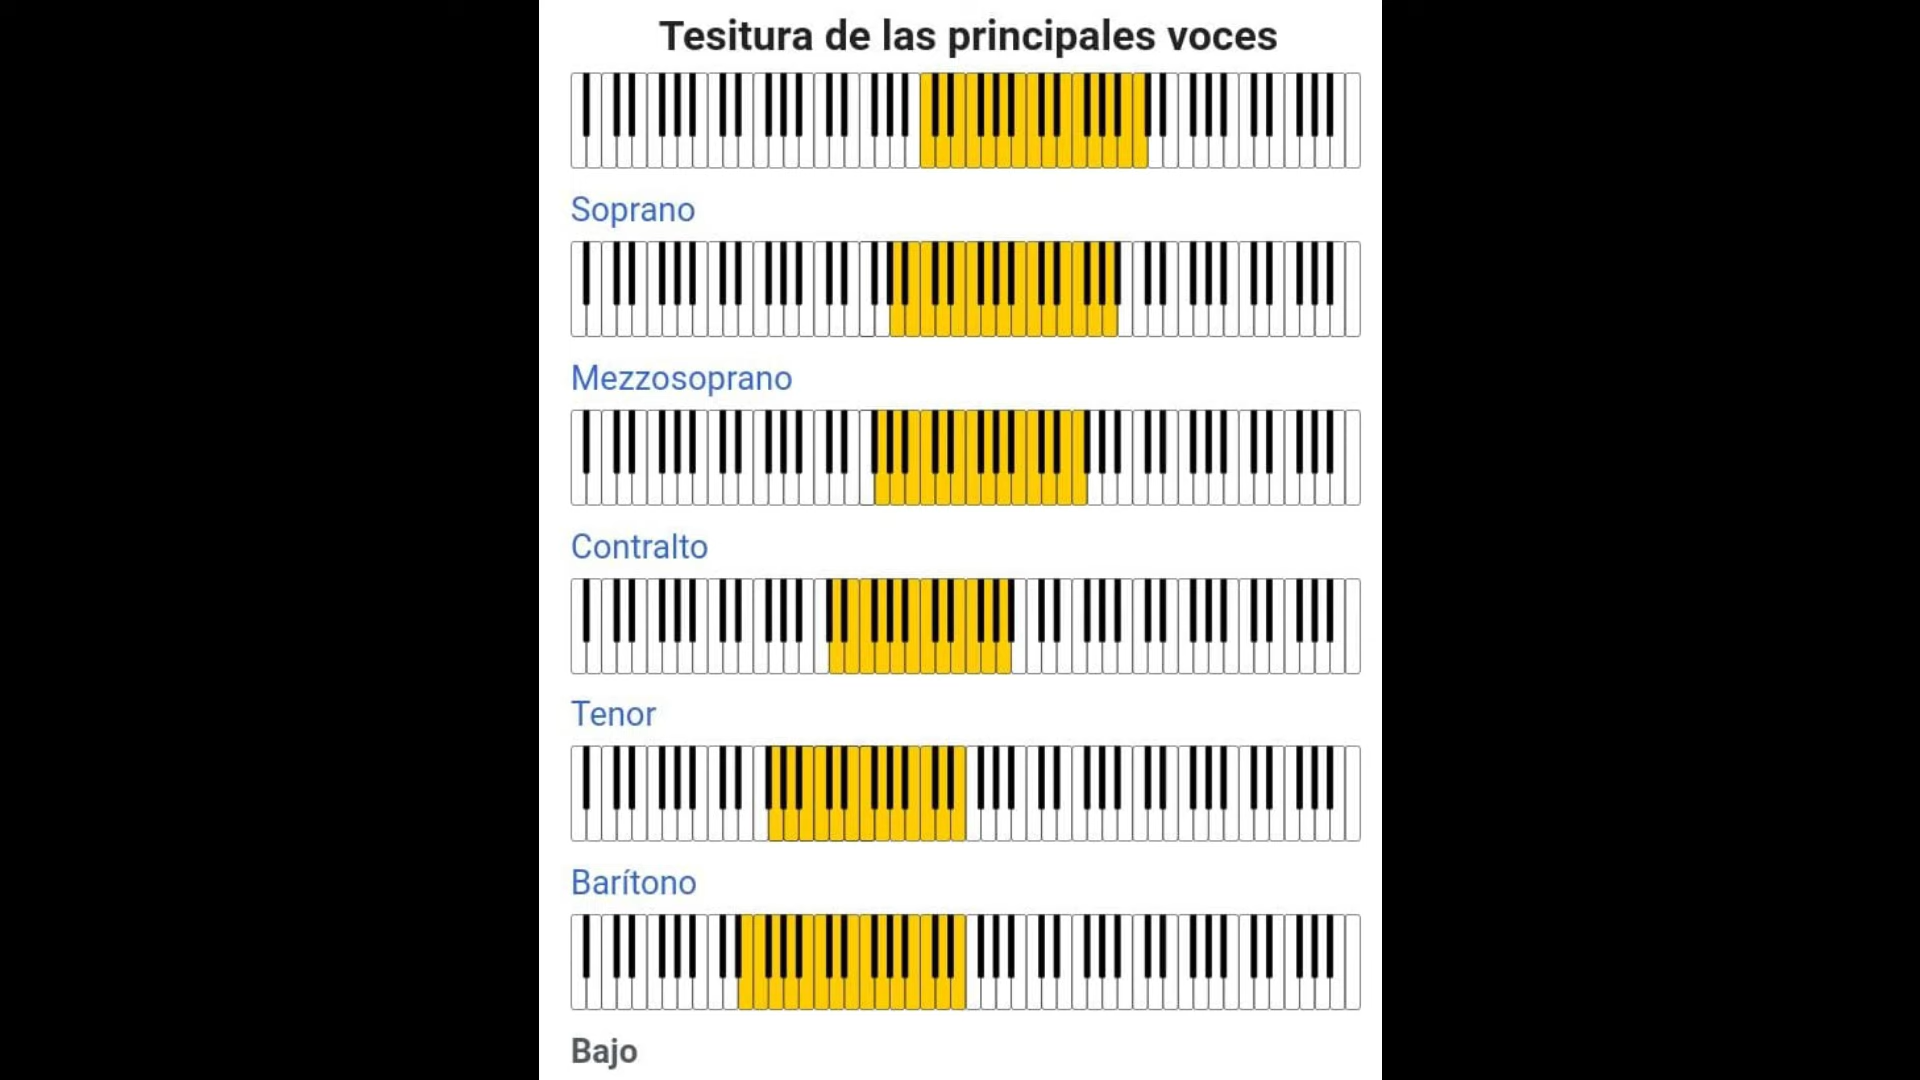 Tesitura de las principales voces
Soprano
Mezzosoprano
Contralto
Tenor
Barítono
Bajo